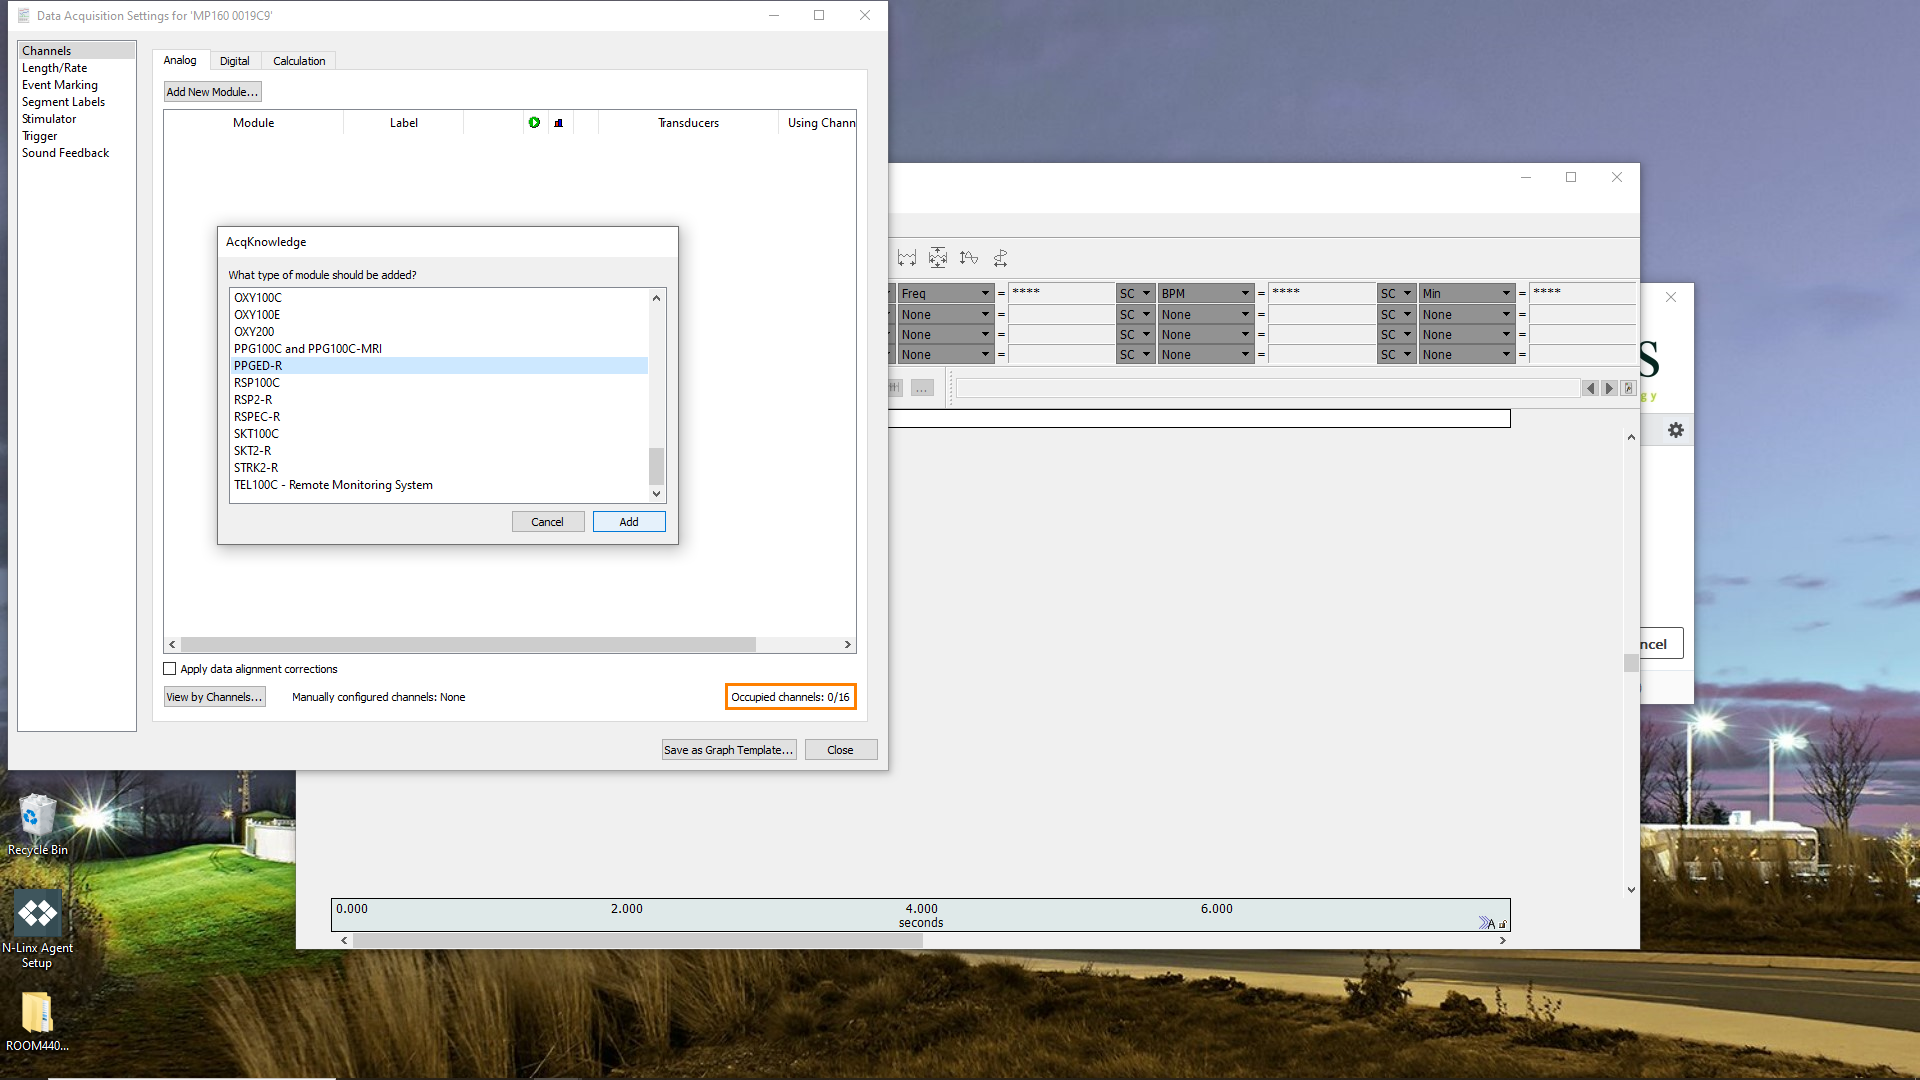 Data Acquisition Settings for 'MP160 0019C9'
Channels
Length/Rate
Event Marking
Segment Labels
Stimulator
Trigger
Sound Feedback
Analog
Digital
Calculation
Add New Module...
Module
Label
Transducers
Using Chann
AcqKnowledge
What type of module should be added?
OXY100C
OXY100E
OXY200
PPG100C and PPG100C-MRI
PPGED-R
RSP100C
RSP2-R
RSPEC-R
SKT100C
SKT2-R
STRK2-R
TEL100C - Remote Monitoring System
Cancel
Add
Apply data alignment corrections
View by Channels...
Manually configured channels: None
Occupied channels: 0/16
Save as Graph Template...
Close
Freq = **** SC BPM = **** SC Min = ****
None = SC None = SC None =
None = SC None = SC None =
None = SC None = SC None =
...
S
gy
ncel
0.000 2.000 4.000 6.000
seconds
A
Recycle Bin
N-Linx Agent
Setup
ROOM440...